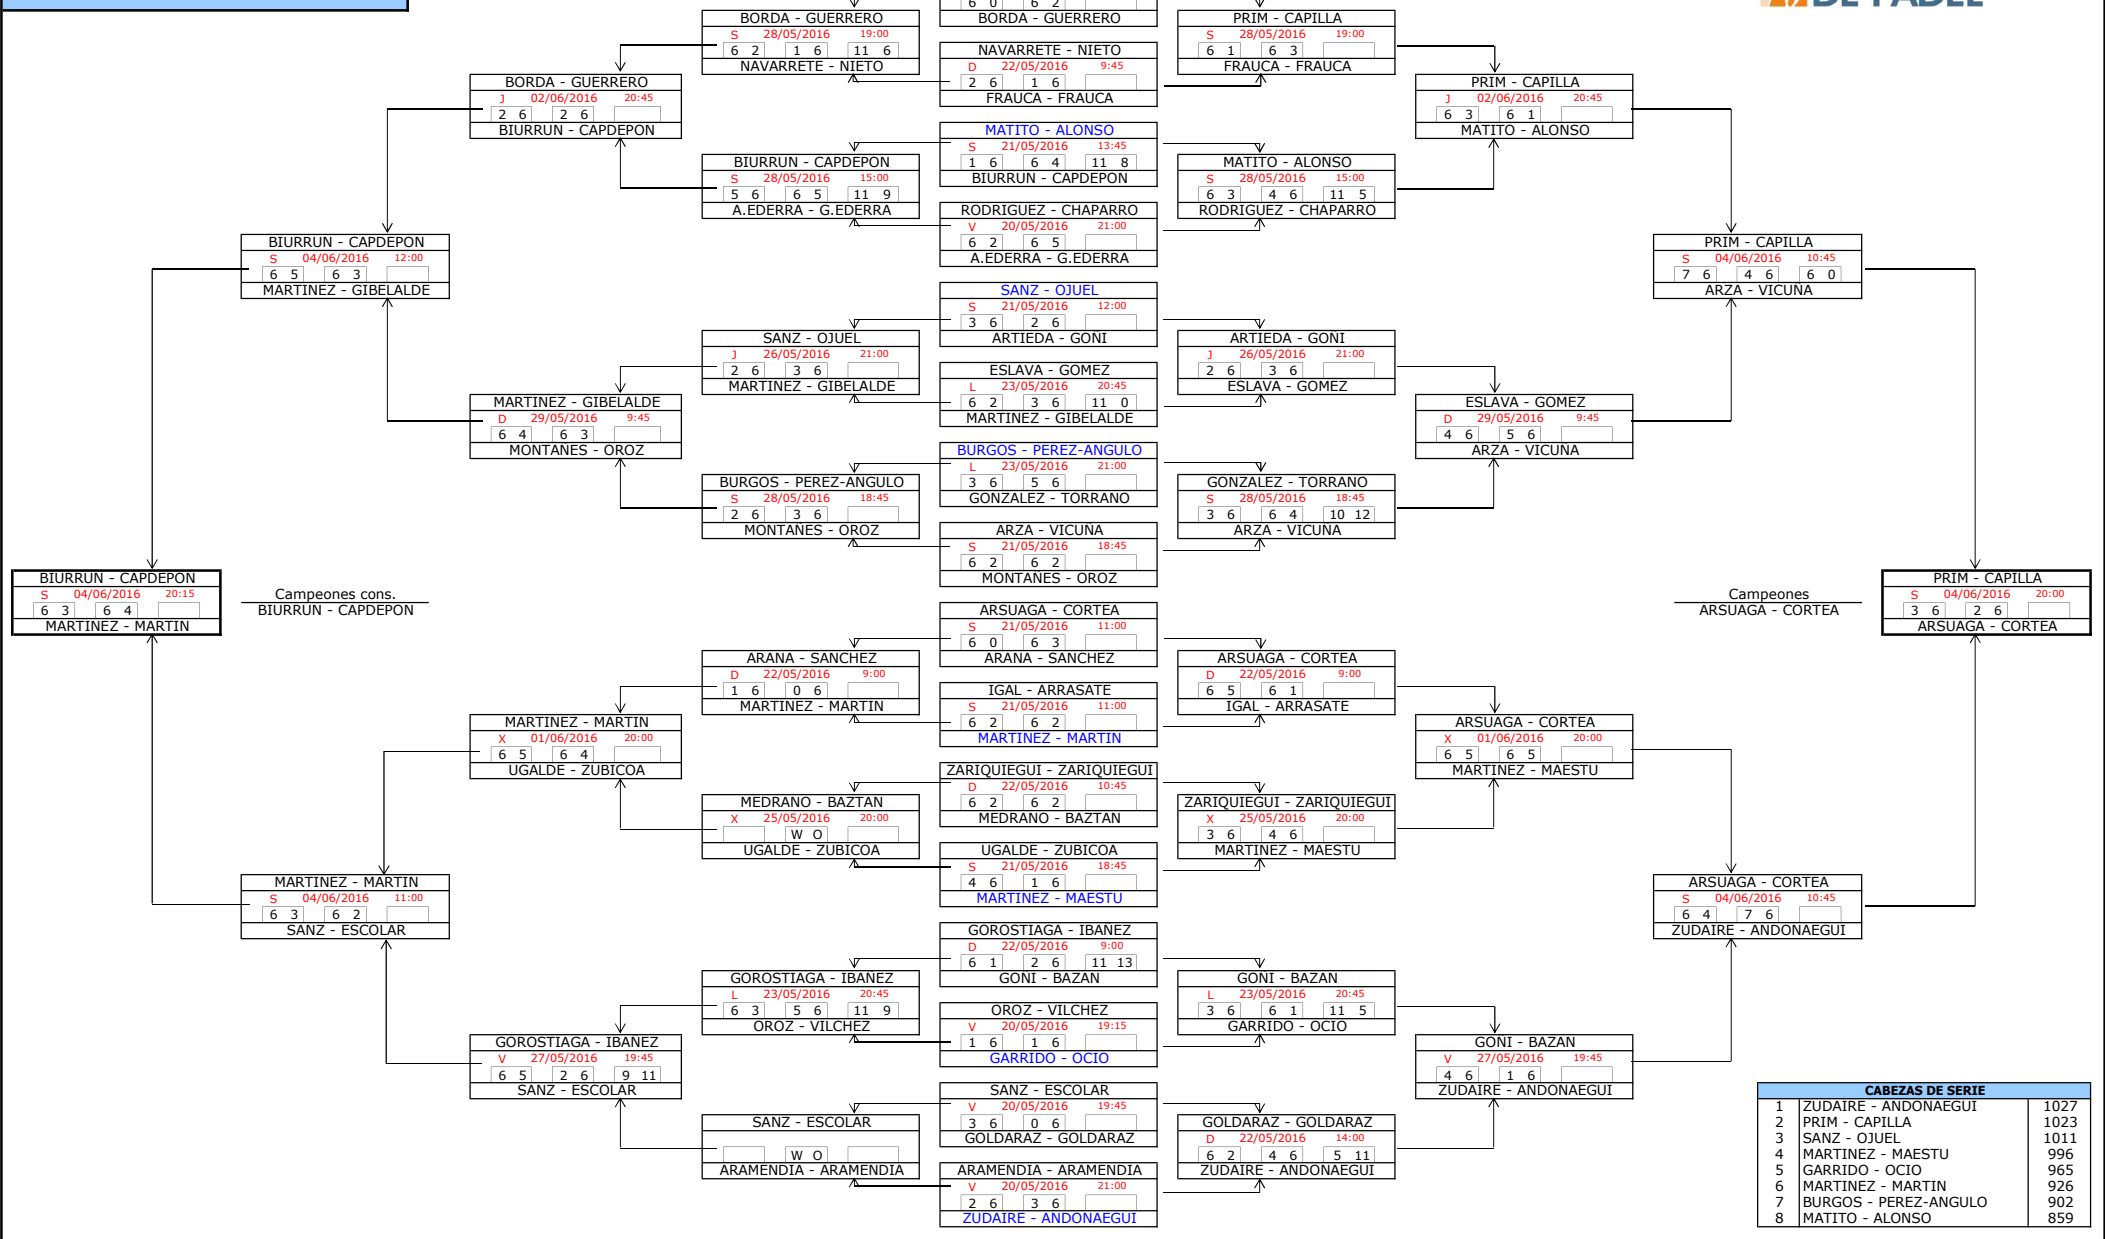 DE PADEL
BIURRUN - CAPDEPON
S 04/06/2016 20:15
6 3 6 4
MARTINEZ - MARTIN
Campeones cons.
BIURRUN - CAPDEPON
BIURRUN - CAPDEPON
S 04/06/2016 12:00
6 5 6 3
MARTINEZ - GIBELALDE
MARTINEZ - MARTIN
S 04/06/2016 11:00
6 3 6 2
SANZ - ESCOLAR
BORDA - GUERRERO
J 02/06/2016 20:45
2 6 2 6
BIURRUN - CAPDEPON
MARTINEZ - GIBELALDE
D 29/05/2016 9:45
6 4 6 3
MONTAÑES - OROZ
MARTINEZ - MARTIN
X 01/06/2016 20:00
6 5 6 4
UGALDE - ZUBICOA
GOROSTIAGA - IBAÑEZ
V 27/05/2016 19:45
6 5 2 6 9 11
SANZ - ESCOLAR
BORDA - GUERRERO
S 28/05/2016 19:00
6 2 1 6 11 6
NAVARRETE - NIETO
BIURRUN - CAPDEPON
S 28/05/2016 15:00
5 6 6 5 11 9
A.EDERRA - G.EDERRA
SANZ - OJUEL
J 26/05/2016 21:00
2 6 3 6
MARTINEZ - GIBELALDE
BURGOS - PEREZ-ANGULO
S 28/05/2016 18:45
2 6 3 6
MONTAÑES - OROZ
ARANA - SANCHEZ
D 22/05/2016 9:00
1 6 0 6
MARTINEZ - MARTIN
MEDRANO - BAZTAN
X 25/05/2016 20:00
W O
UGALDE - ZUBICOA
GOROSTIAGA - IBAÑEZ
L 23/05/2016 20:45
6 3 5 6 11 9
OROZ - VILCHEZ
SANZ - ESCOLAR
W O
ARAMENDIA - ARAMENDIA
6 0 6 2
BORDA - GUERRERO
NAVARRETE - NIETO
D 22/05/2016 9:45
2 6 1 6
FRAUCA - FRAUCA
MATITO - ALONSO
S 21/05/2016 13:45
1 6 6 4 11 8
BIURRUN - CAPDEPON
RODRIGUEZ - CHAPARRO
V 20/05/2016 21:00
6 2 6 5
A.EDERRA - G.EDERRA
SANZ - OJUEL
S 21/05/2016 12:00
3 6 2 6
ARTIEDA - GOÑI
ESLAVA - GOMEZ
L 23/05/2016 20:45
6 2 3 6 11 0
MARTINEZ - GIBELALDE
BURGOS - PEREZ-ANGULO
L 23/05/2016 21:00
3 6 5 6
GONZALEZ - TORRANO
ARZA - VICUÑA
S 21/05/2016 18:45
6 2 6 2
MONTAÑES - OROZ
ARSUAGA - CORTEA
S 21/05/2016 11:00
6 0 6 3
ARANA - SANCHEZ
IGAL - ARRASATE
S 21/05/2016 11:00
6 2 6 2
MARTINEZ - MARTIN
ZARIQUIEGUI - ZARIQUIEGUI
D 22/05/2016 10:45
6 2 6 2
MEDRANO - BAZTAN
UGALDE - ZUBICOA
S 21/05/2016 18:45
4 6 1 6
MARTINEZ - MAESTU
GOROSTIAGA - IBAÑEZ
D 22/05/2016 9:00
6 1 2 6 11 13
GOÑI - BAZAN
OROZ - VILCHEZ
V 20/05/2016 19:15
1 6 1 6
GARRIDO - OCIO
SANZ - ESCOLAR
V 20/05/2016 19:45
3 6 0 6
GOLDARAZ - GOLDARAZ
ARAMENDIA - ARAMENDIA
V 20/05/2016 21:00
2 6 3 6
ZUDAIRE - ANDONAEGUI
PRIM - CAPILLA
S 28/05/2016 19:00
6 1 6 3
FRAUCA - FRAUCA
MATITO - ALONSO
S 28/05/2016 15:00
6 3 4 6 11 5
RODRIGUEZ - CHAPARRO
ARTIEDA - GOÑI
J 26/05/2016 21:00
2 6 3 6
ESLAVA - GOMEZ
GONZALEZ - TORRANO
S 28/05/2016 18:45
3 6 6 4 10 12
ARZA - VICUÑA
ARSUAGA - CORTEA
D 22/05/2016 9:00
6 5 6 1
IGAL - ARRASATE
ZARIQUIEGUI - ZARIQUIEGUI
X 25/05/2016 20:00
3 6 4 6
MARTINEZ - MAESTU
GOÑI - BAZAN
L 23/05/2016 20:45
3 6 6 1 11 5
GARRIDO - OCIO
GOLDARAZ - GOLDARAZ
D 22/05/2016 14:00
6 2 4 6 5 11
ZUDAIRE - ANDONAEGUI
PRIM - CAPILLA
J 02/06/2016 20:45
6 3 6 1
MATITO - ALONSO
ESLAVA - GOMEZ
D 29/05/2016 9:45
4 6 5 6
ARZA - VICUÑA
ARSUAGA - CORTEA
X 01/06/2016 20:00
6 5 6 5
MARTINEZ - MAESTU
GOÑI - BAZAN
V 27/05/2016 19:45
4 6 1 6
ZUDAIRE - ANDONAEGUI
PRIM - CAPILLA
S 04/06/2016 10:45
7 6 4 6 6 0
ARZA - VICUÑA
ARSUAGA - CORTEA
S 04/06/2016 10:45
6 4 7 6
ZUDAIRE - ANDONAEGUI
Campeones
ARSUAGA - CORTEA
PRIM - CAPILLA
S 04/06/2016 20:00
3 6 2 6
ARSUAGA - CORTEA
CABEZAS DE SERIE
1 ZUDAIRE - ANDONAEGUI 1027
2 PRIM - CAPILLA 1023
3 SANZ - OJUEL 1011
4 MARTINEZ - MAESTU 996
5 GARRIDO - OCIO 965
6 MARTINEZ - MARTIN 926
7 BURGOS - PEREZ-ANGULO 902
8 MATITO - ALONSO 859